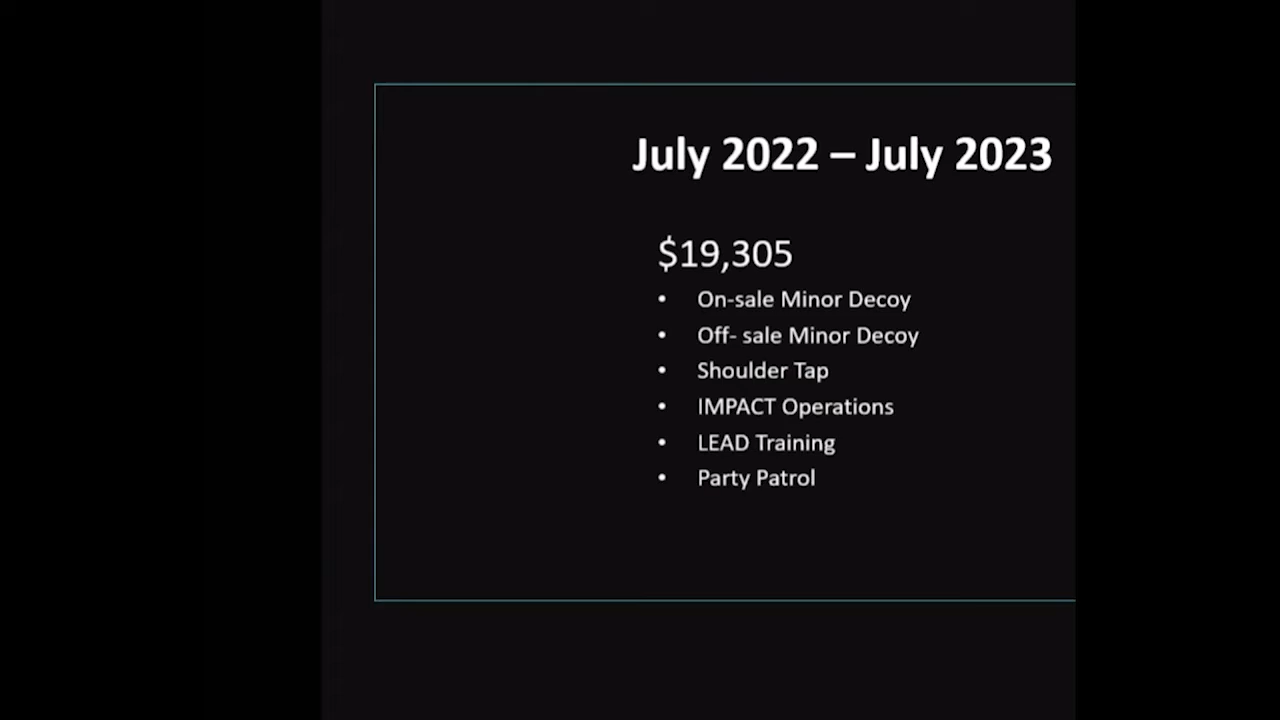 July 2022 – July 2023
$19,305
• On-sale Minor Decoy
• Off- sale Minor Decoy
• Shoulder Tap
• IMPACT Operations
• LEAD Training
• Party Patrol